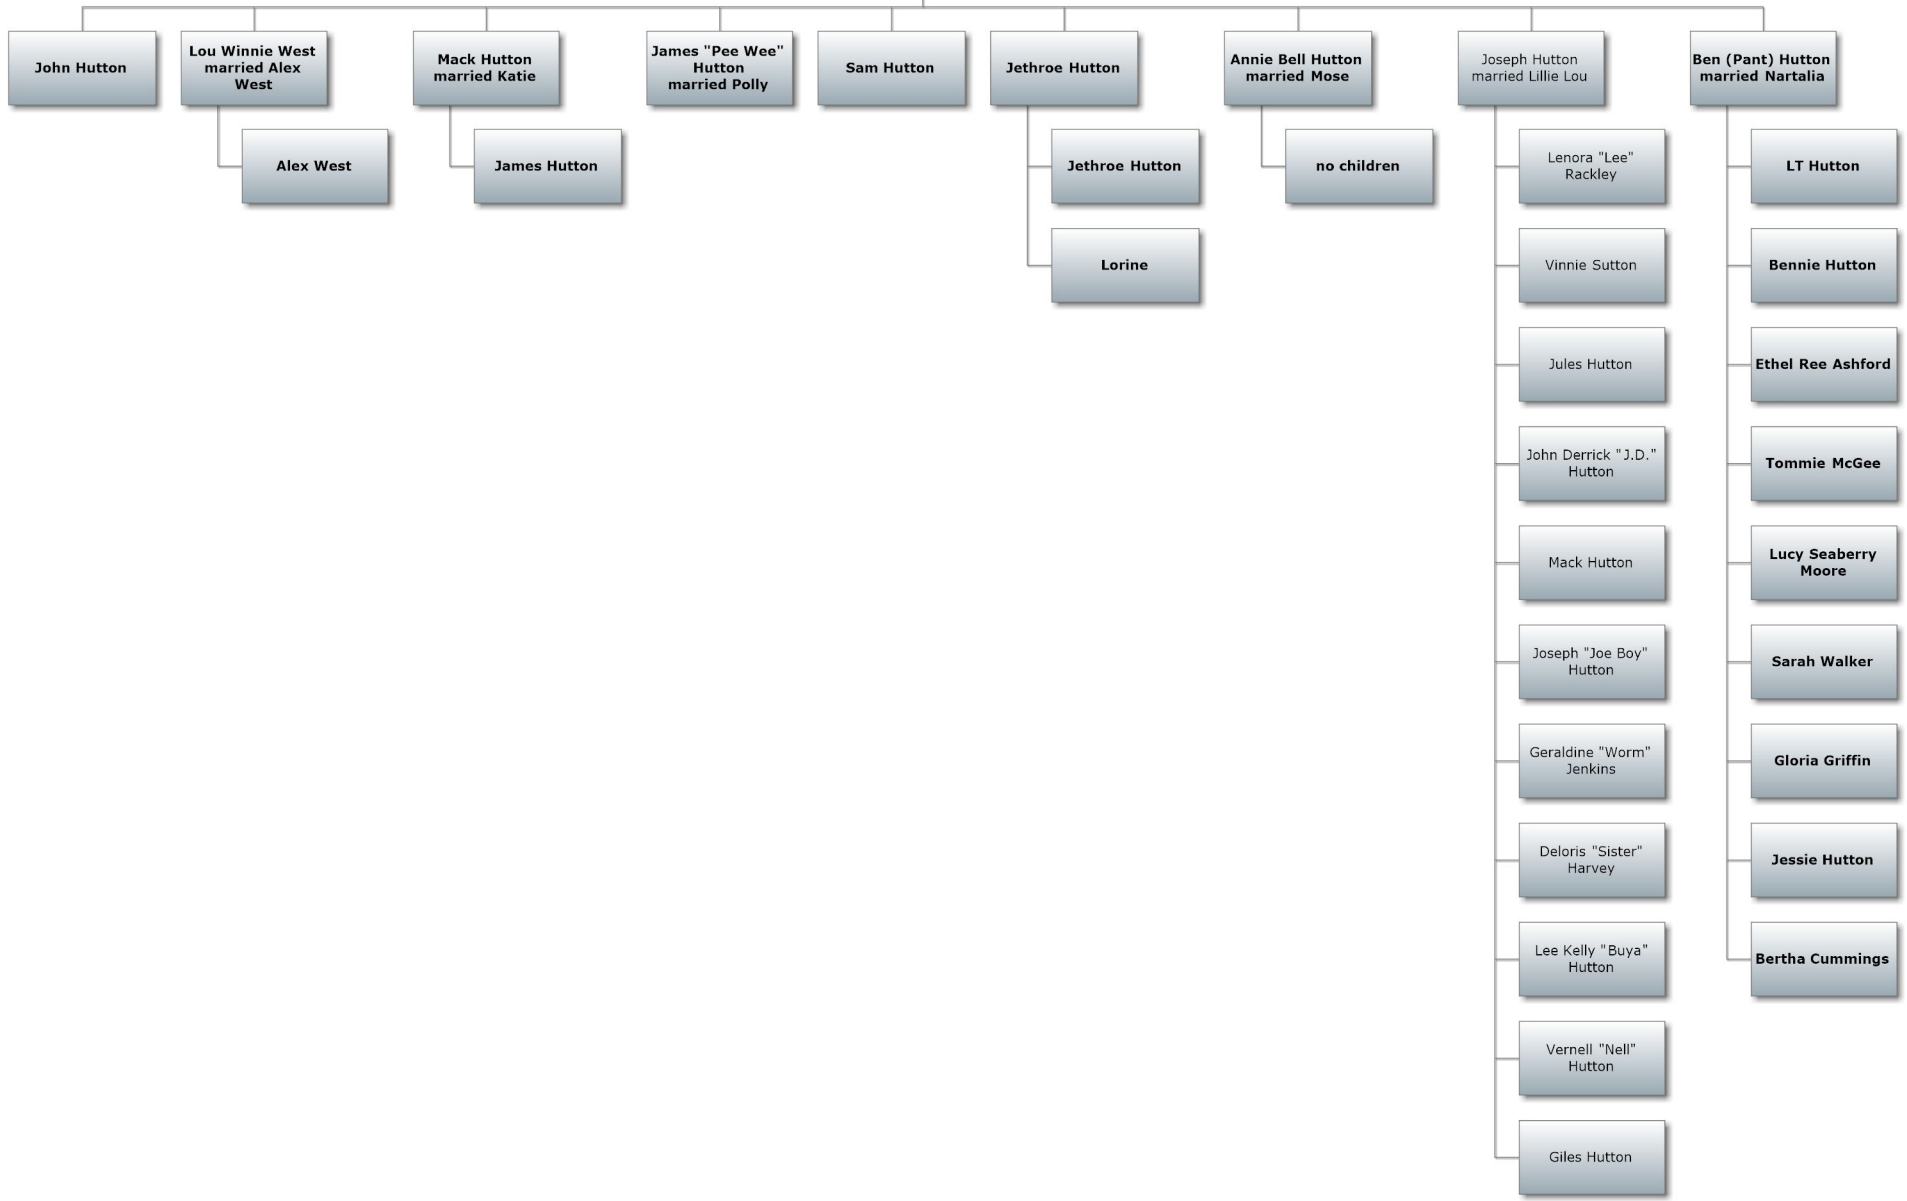 John Hutton
Lou Winnie West
married Alex
West
Alex West
Mack Hutton
married Katie
James Hutton
James "Pee Wee"
Hutton
married Polly
Sam Hutton
Jethroe Hutton
Jethroe Hutton
Lorine
Annie Bell Hutton
married Mose
no children
Joseph Hutton
married Lillie Lou
Lenora "Lee"
Rackley
Vinnie Sutton
Jules Hutton
John Derrick "J.D."
Hutton
Mack Hutton
Joseph "Joe Boy"
Hutton
Geraldine "Worm"
Jenkins
Deloris "Sister"
Harvey
Lee Kelly "Buya"
Hutton
Vernell "Nell"
Hutton
Giles Hutton
Ben (Pant) Hutton
married Nartalia
LT Hutton
Bennie Hutton
Ethel Ree Ashford
Tommie McGee
Lucy Seaberry
Moore
Sarah Walker
Gloria Griffin
Jessie Hutton
Bertha Cummings